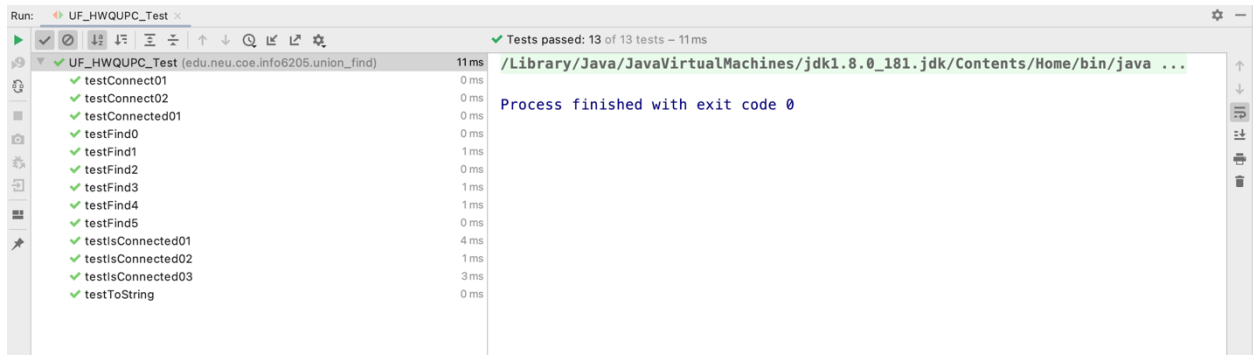 Run: UF_HWQUPC_Test
Tests passed: 13 of 13 tests – 11 ms
UF_HWQUPC_Test (edu.neu.coe.info6205.union_find) 11 ms
testConnect01 0 ms
testConnect02 0 ms
testConnected01 0 ms
testFind0 0 ms
testFind1 1 ms
testFind2 0 ms
testFind3 1 ms
testFind4 1 ms
testFind5 0 ms
testIsConnected01 4 ms
testIsConnected02 1 ms
testIsConnected03 3 ms
testToString 0 ms
/Library/Java/JavaVirtualMachines/jdk1.8.0_181.jdk/Contents/Home/bin/java ...
Process finished with exit code 0